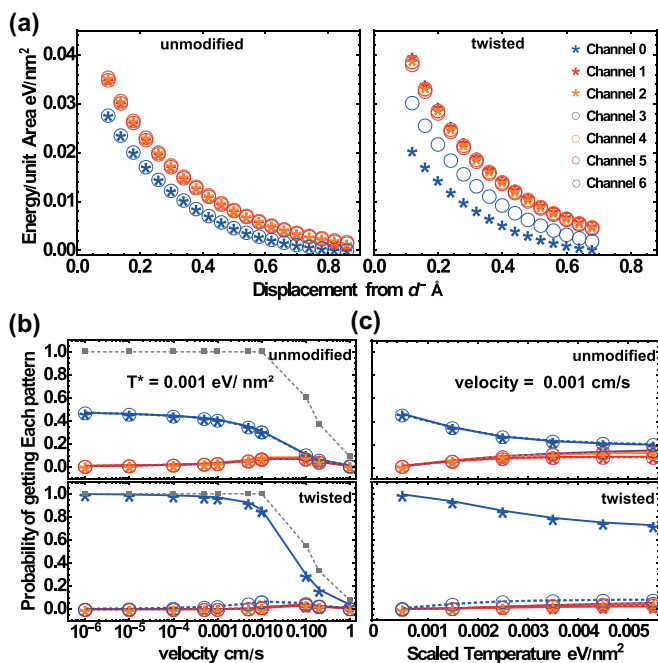 (a)
unmodified
twisted
Energy/unit Area eV/nm²
0.04
0.03
0.02
0.01
0.00
Channel 0
Channel 1
Channel 2
Channel 3
Channel 4
Channel 5
Channel 6
0.0 0.2 0.4 0.6 0.8 0.0 0.2 0.4 0.6 0.8
Displacement from d⁻ Å
(b)
(c)
Probability of getting Each pattern
1.0
0.8
0.6
0.4
0.2
0.0
unmodified
T* = 0.001 eV/ nm²
unmodified
velocity = 0.001 cm/s
1.0
0.8
0.6
0.4
0.2
0.0
twisted
twisted
10⁻⁶ 10⁻⁵ 10⁻⁴ 0.001 0.010 0.100 1
velocity cm/s
0 0.001 0.002 0.003 0.004 0.005
Scaled Temperature eV/nm²